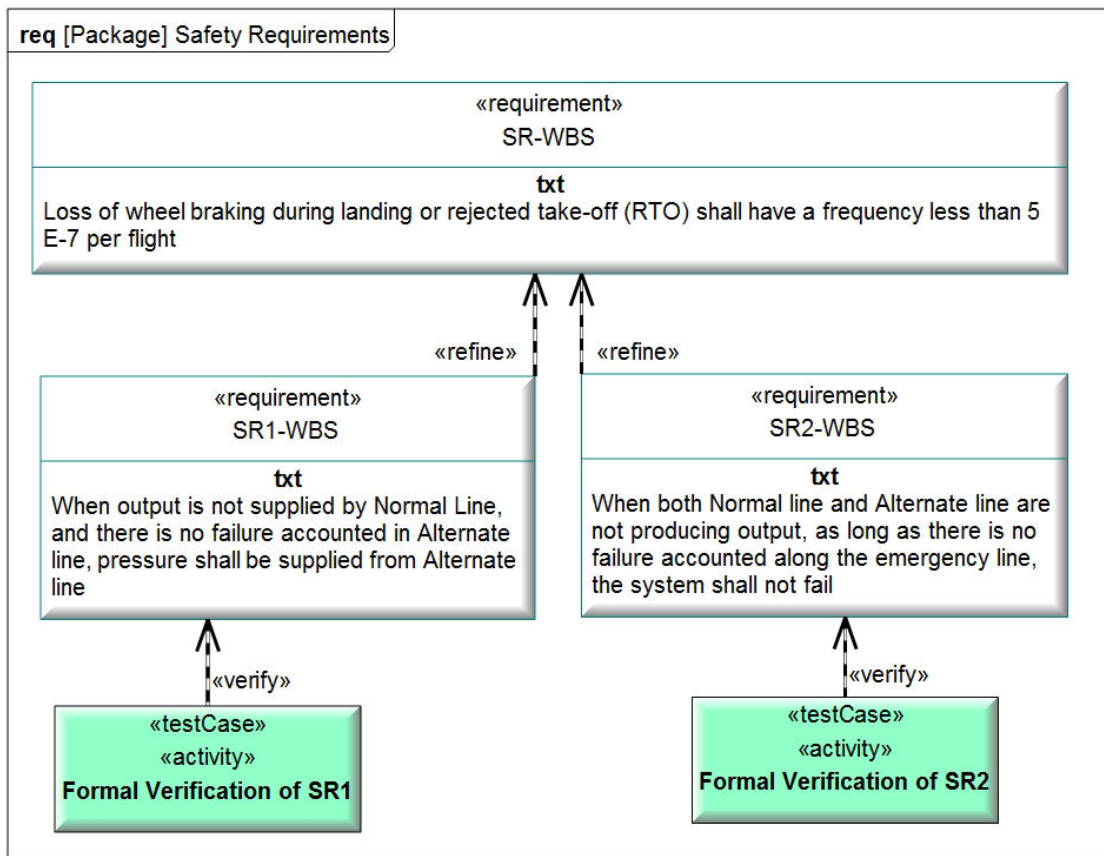 req [Package] Safety Requirements
«requirement»
SR-WBS
txt
Loss of wheel braking during landing or rejected take-off (RTO) shall have a frequency less than 5
E-7 per flight
«refine»
«refine»
«requirement»
SR1-WBS
txt
When output is not supplied by Normal Line,
and there is no failure accounted in Alternate
line, pressure shall be supplied from Alternate
line
«requirement»
SR2-WBS
txt
When both Normal line and Alternate line are
not producing output, as long as there is no
failure accounted along the emergency line,
the system shall not fail
«verify»
«verify»
«testCase»
«activity»
Formal Verification of SR1
«testCase»
«activity»
Formal Verification of SR2